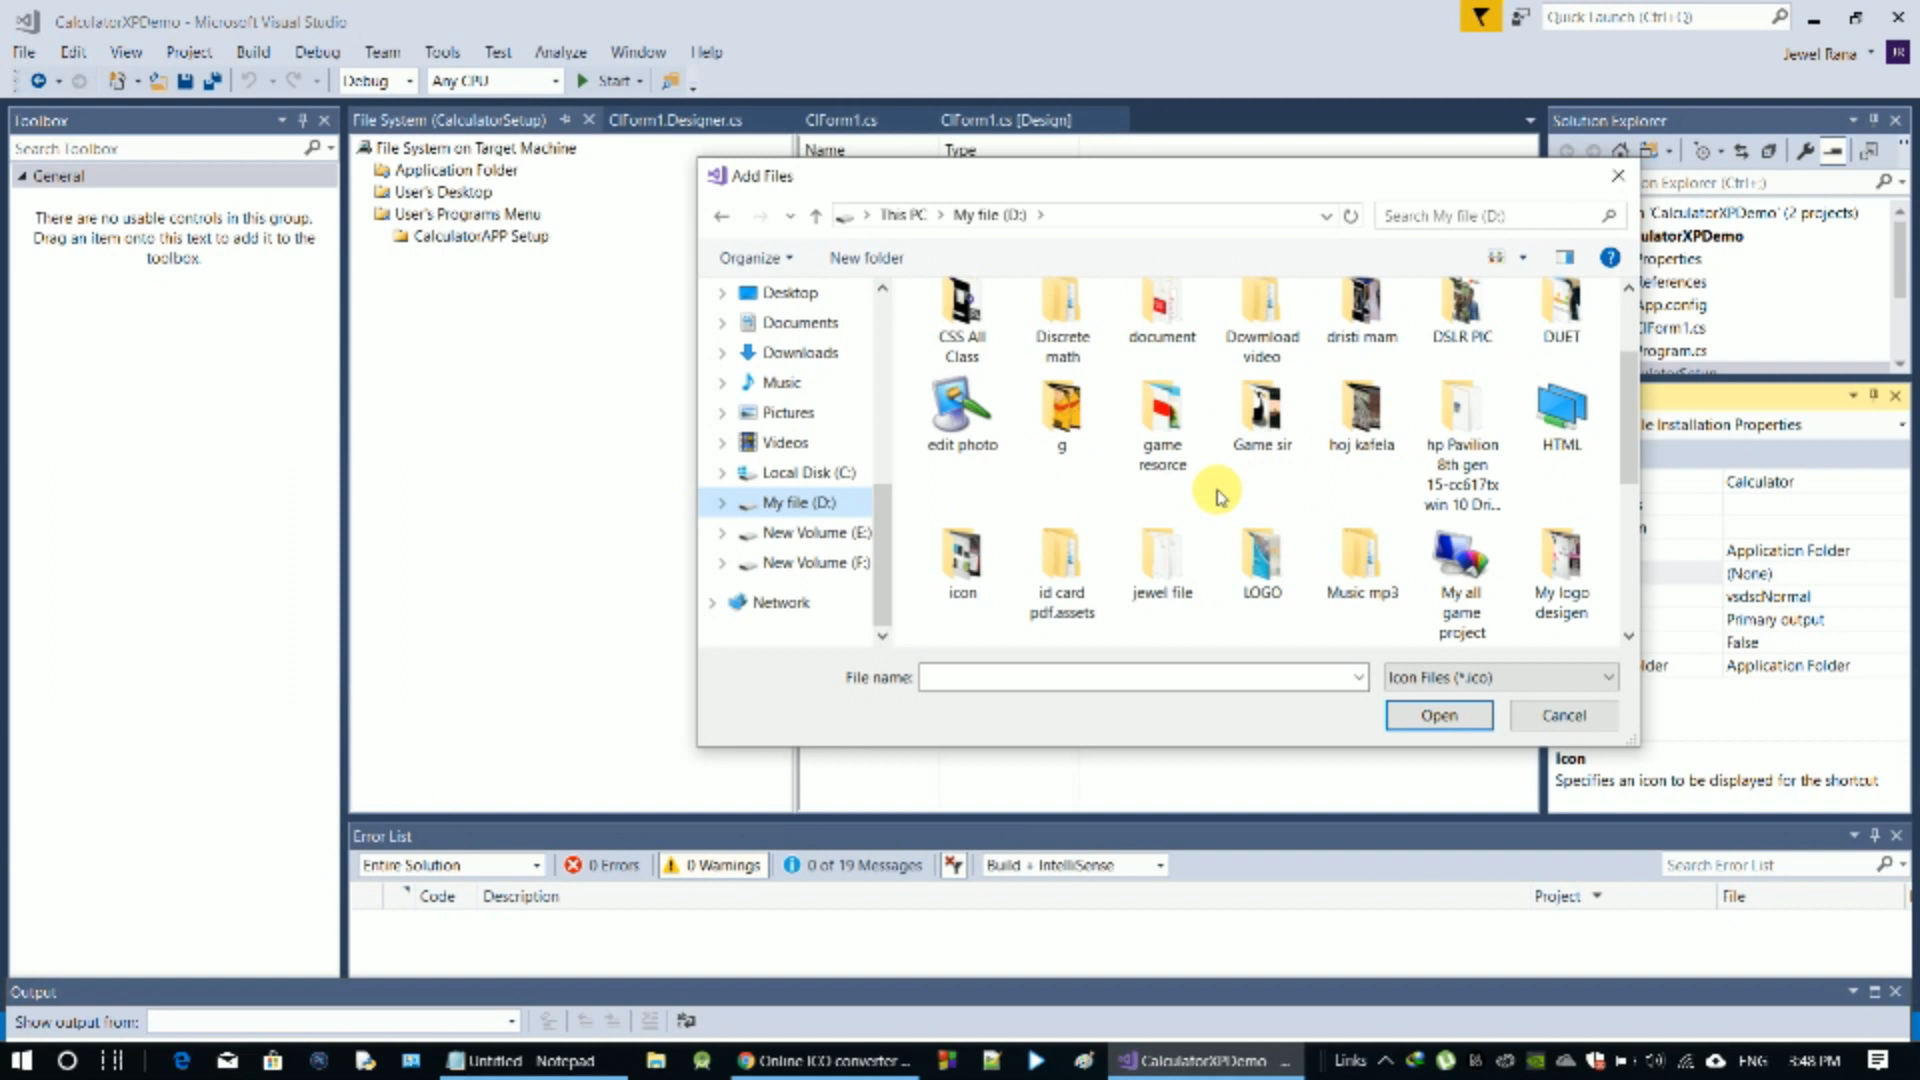 CalculatorXPDemo - Microsoft Visual Studio
Quick Launch (Ctrl+Q)
File Edit View Project Build Debug Team Tools Test Analyze Window Help
Jewel Rana
JR
Debug
Any CPU
Start
Toolbox
Search Toolbox
General
There are no usable controls in this group.
Drag an item onto this text to add it to the
toolbox.
File System (CalculatorSetup)
ClForm1.Designer.cs
ClForm1.cs
ClForm1.cs [Design]
File System on Target Machine
Application Folder
User's Desktop
User's Programs Menu
CalculatorAPP Setup
Name
Type
Add Files
This PC
My file (D:)
Search My file (D:)
Organize
New folder
Desktop
Documents
Downloads
Music
Pictures
Videos
Local Disk (C:)
My file (D:)
New Volume (E:)
New Volume (F:)
Network
CSS All
Class
Discrete
math
document
Download
video
dristi mam
DSLR PIC
DUET
edit photo
g
game
resorce
Game sir
hoj kafela
hp Pavilion
8th gen
15-cc617tx
win 10 Dri...
HTML
icon
id card
pdf.assets
jewel file
LOGO
Music mp3
My all
game
project
My logo
desigen
File name:
Icon Files (*.ico)
Open
Cancel
Solution Explorer
on Explorer (Ctrl+;)
n 'CalculatorXPDemo' (2 projects)
ulatorXPDemo
Properties
References
App.config
ClForm1.cs
Program.cs
le Installation Properties
Calculator
Application Folder
(None)
vsdscNormal
Primary output
False
lder
Application Folder
Icon
Specifies an icon to be displayed for the shortcut
Error List
Entire Solution
0 Errors
0 Warnings
0 of 19 Messages
Build + IntelliSense
Search Error List
Code
Description
Project
File
Output
Show output from:
Untitled Notepad
Online ICO converter ...
CalculatorXPDemo ...
Links
ENG
3:48 PM